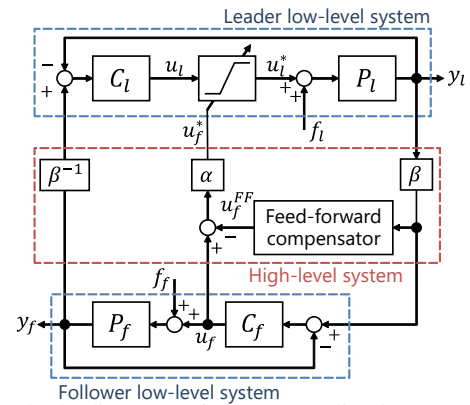 Leader low-level system
−
+
C_l
u_l
u_l^*
+
+
P_l
y_l
f_l
u_f^*
β^{−1}
α
β
u_f^{FF}
Feed-forward
compensator
−
+
High-level system
f_f
y_f
P_f
+
+
u_f
C_f
+
−
Follower low-level system